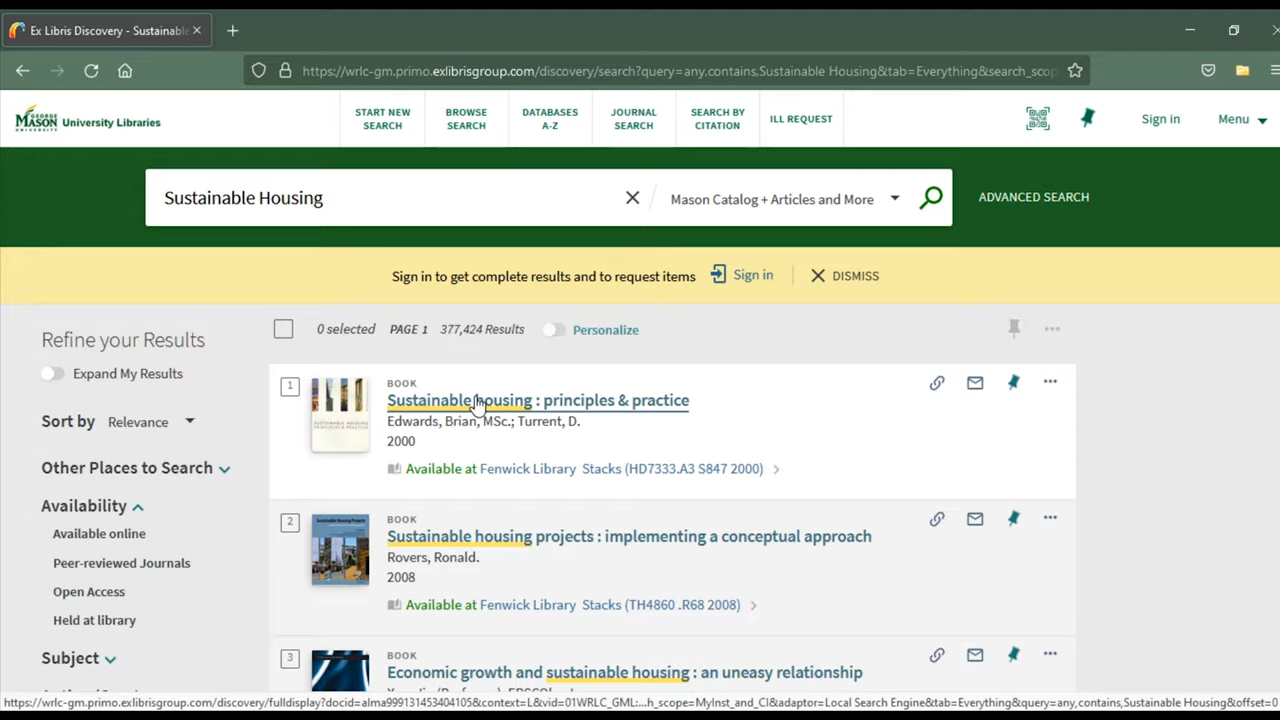 Ex Libris Discovery - Sustainabl
https://wrlc-gm.primo.exlibrisgroup.com/discovery/search?query=any,contains,Sustainable Housing&tab=Everything&search_scop
GEORGE
MASON
UNIVERSITY
University Libraries
START NEW
SEARCH
BROWSE
SEARCH
DATABASES
A-Z
JOURNAL
SEARCH
SEARCH BY
CITATION
ILL REQUEST
Sign in
Menu
Sustainable Housing
Mason Catalog + Articles and More
ADVANCED SEARCH
Sign in to get complete results and to request items
Sign in
DISMISS
Refine your Results
Expand My Results
Sort by Relevance
Other Places to Search
Availability
Available online
Peer-reviewed Journals
Open Access
Held at library
Subject
0 selected PAGE 1 377,424 Results Personalize
1
BOOK
Sustainable housing : principles & practice
Edwards, Brian, MSc.; Turrent, D.
2000
Available at Fenwick Library Stacks (HD7333.A3 S847 2000)
2
BOOK
Sustainable housing projects : implementing a conceptual approach
Rovers, Ronald.
2008
Available at Fenwick Library Stacks (TH4860 .R68 2008)
3
BOOK
Economic growth and sustainable housing : an uneasy relationship
https://wrlc-gm.primo.exlibrisgroup.com/discovery/fulldisplay?docid=alma9991314534041058&context=L&vid=01WRLC_GML:...h_scope=MyInst_and_CI&adaptor=Local Search Engine&tab=Everything&query=any,contains,Sustainable Housing&offset=0